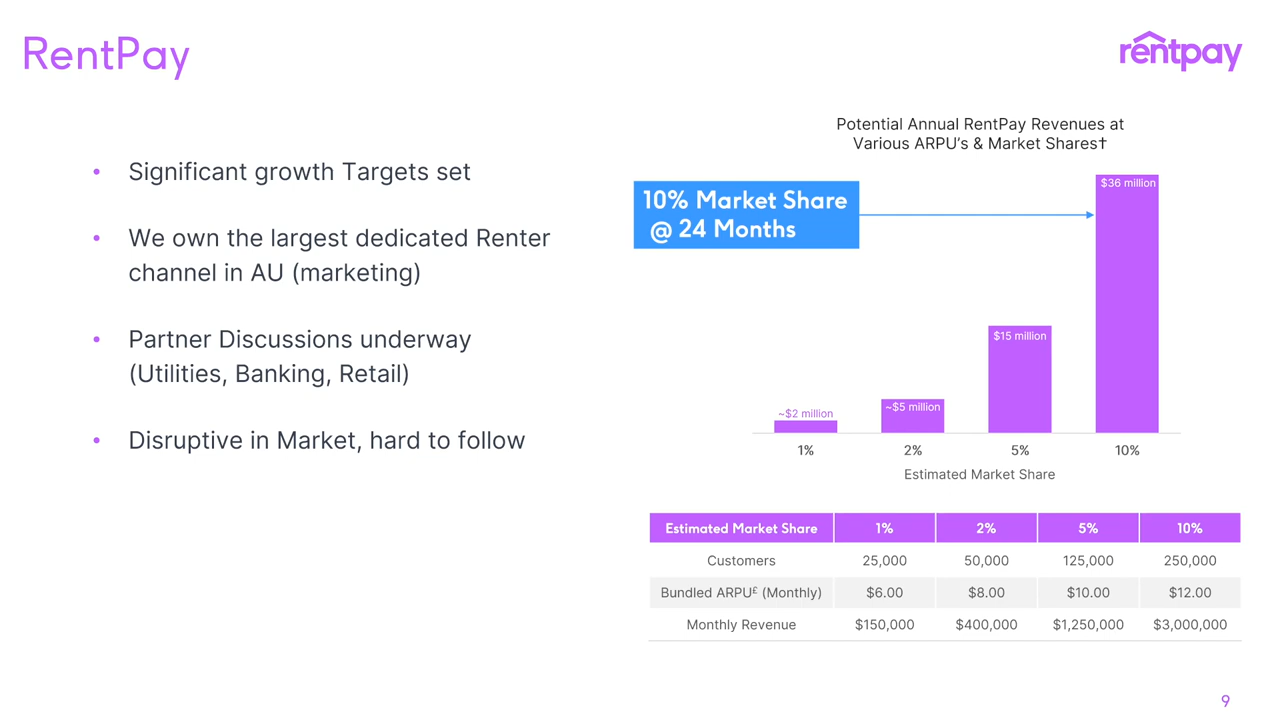 RentPay
rentpay
• Significant growth Targets set
• We own the largest dedicated Renter
channel in AU (marketing)
• Partner Discussions underway
(Utilities, Banking, Retail)
• Disruptive in Market, hard to follow
Potential Annual RentPay Revenues at
Various ARPU's & Market Shares†
10% Market Share
@ 24 Months
$36 million
$15 million
~$5 million
~$2 million
1% 2% 5% 10%
Estimated Market Share
Estimated Market Share 1% 2% 5% 10%
Customers 25,000 50,000 125,000 250,000
Bundled ARPU£ (Monthly) $6.00 $8.00 $10.00 $12.00
Monthly Revenue $150,000 $400,000 $1,250,000 $3,000,000
9